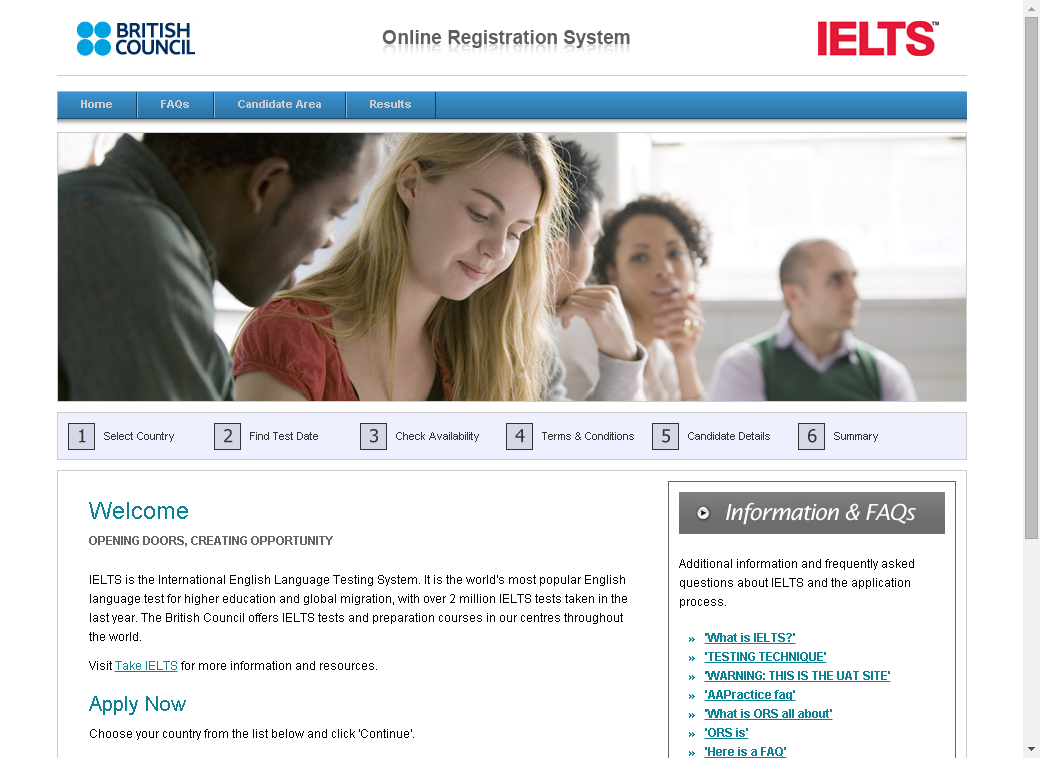 BRITISH
COUNCIL
Online Registration System
IELTS™
Home FAQs Candidate Area Results
1 Select Country 2 Find Test Date 3 Check Availability 4 Terms & Conditions 5 Candidate Details 6 Summary
Welcome
OPENING DOORS, CREATING OPPORTUNITY
IELTS is the International English Language Testing System. It is the world's most popular English
language test for higher education and global migration, with over 2 million IELTS tests taken in the
last year. The British Council offers IELTS tests and preparation courses in our centres throughout
the world.
Visit Take IELTS for more information and resources.
Apply Now
Choose your country from the list below and click 'Continue'.
Information & FAQs
Additional information and frequently asked
questions about IELTS and the application
process.
» 'What is IELTS?'
» 'TESTING TECHNIQUE'
» 'WARNING: THIS IS THE UAT SITE'
» 'AAPractice faq'
» 'What is ORS all about'
» 'ORS is'
» 'Here is a FAQ'